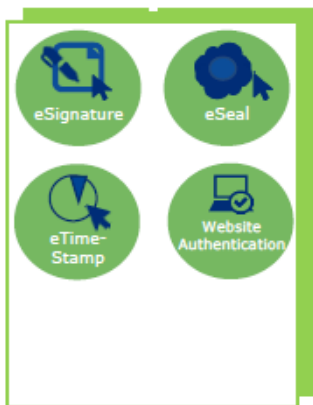 eSignature
eSeal
eTime-
Stamp
Website
Authentication